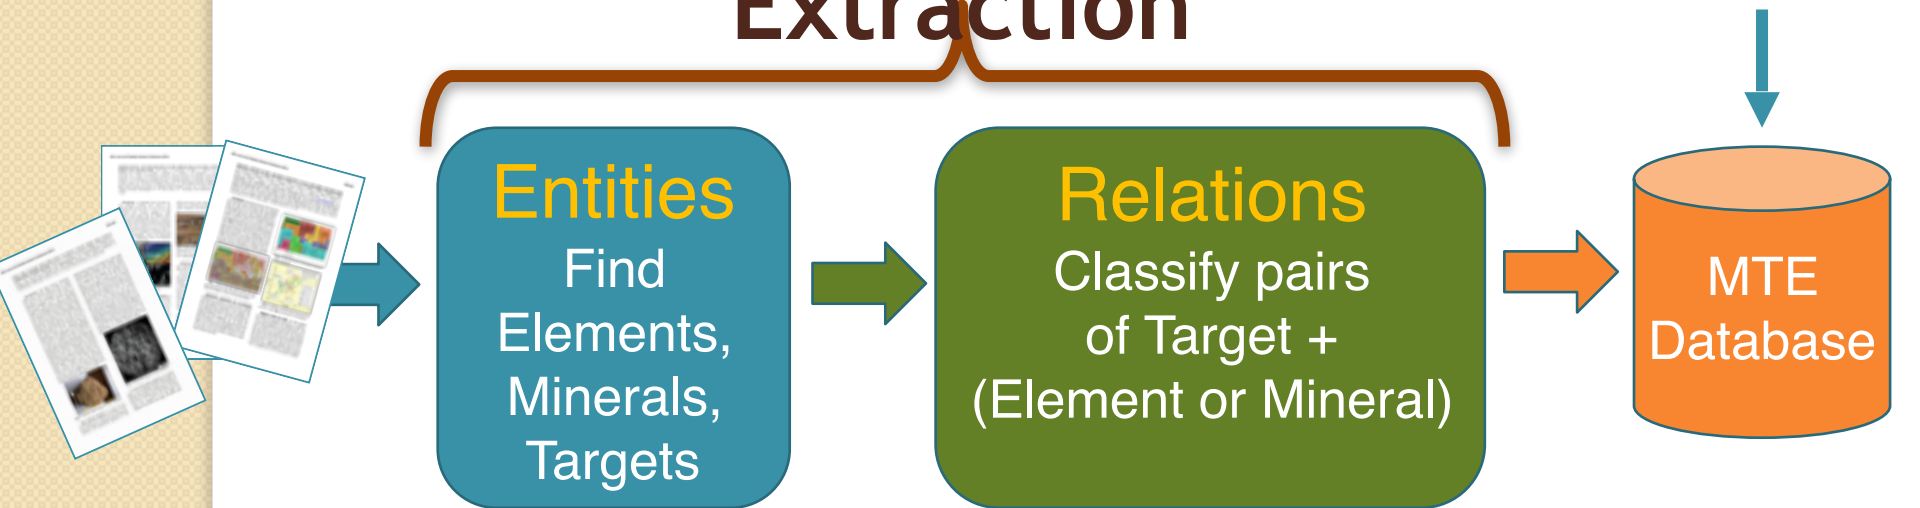 Extraction
Entities
Find
Elements,
Minerals,
Targets
Relations
Classify pairs
of Target +
(Element or Mineral)
MTE
Database